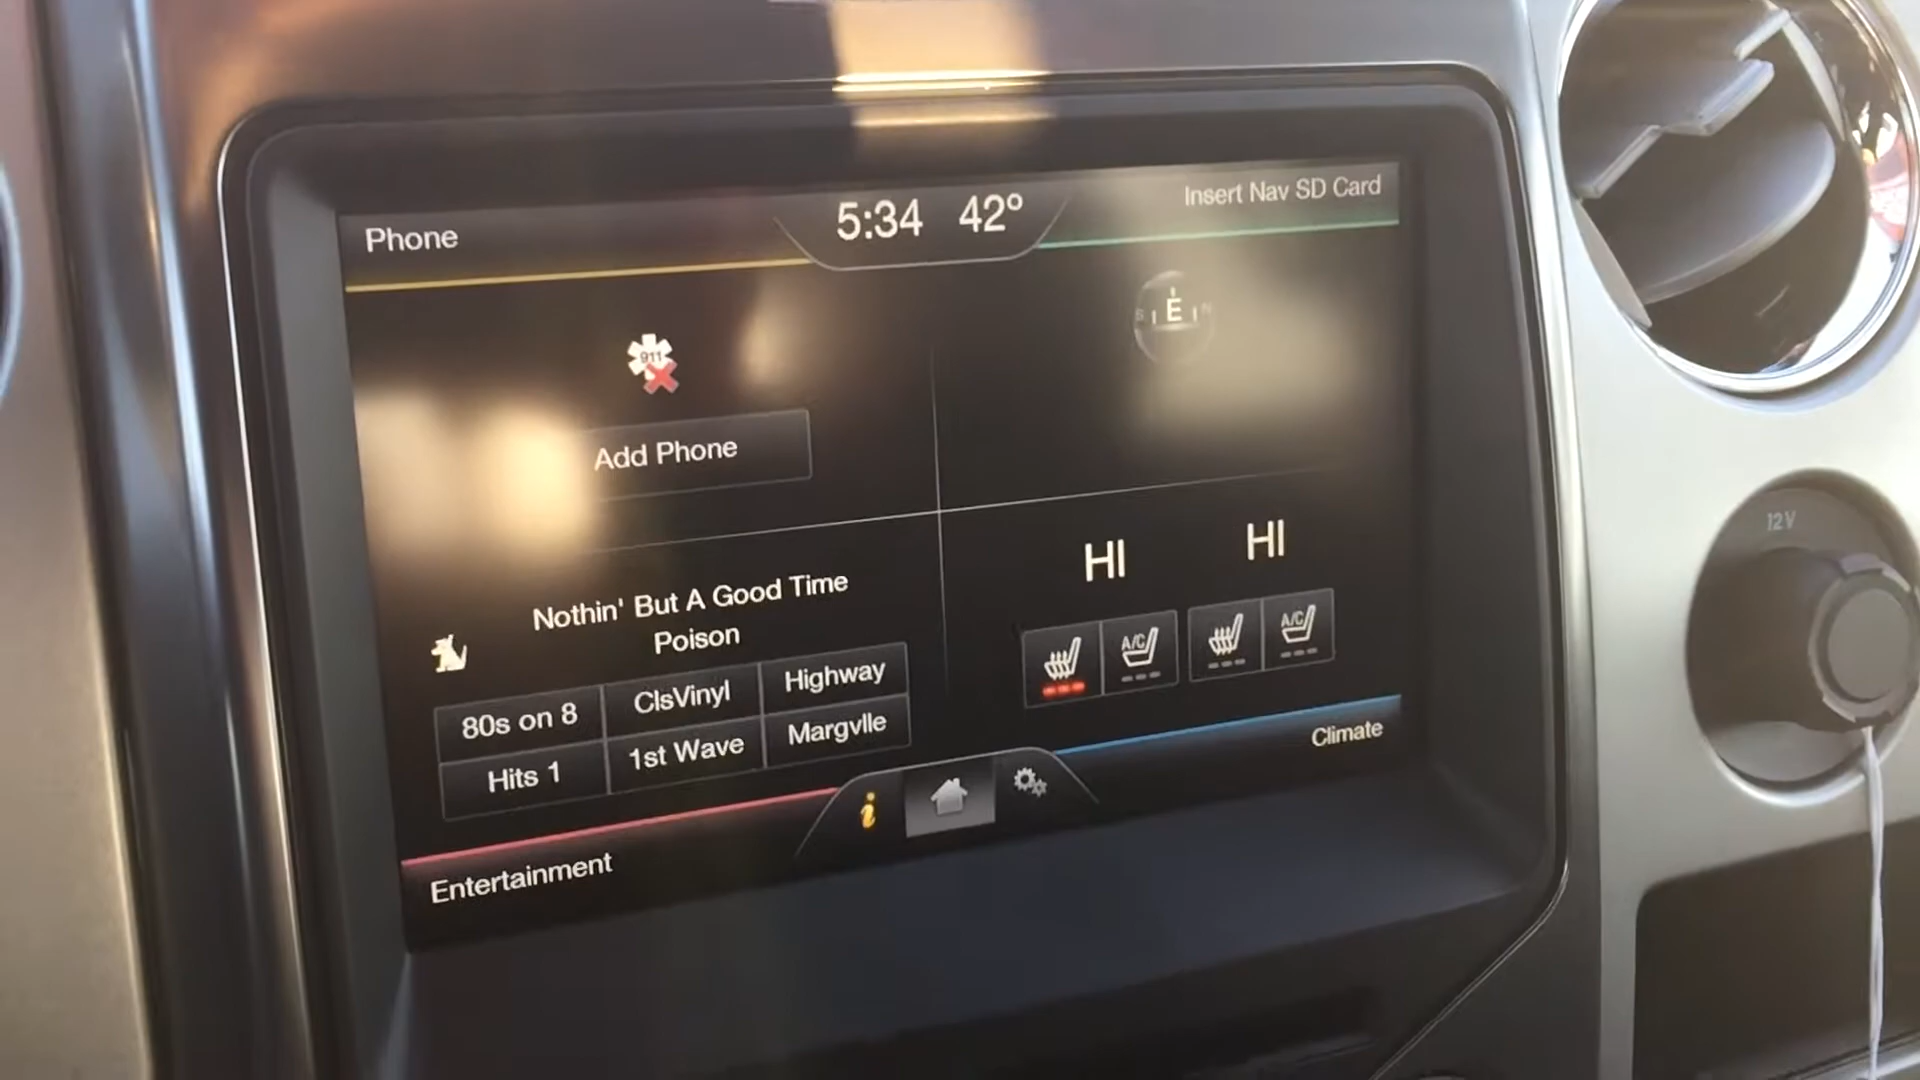 Phone
5:34 42°
Insert Nav SD Card
911
S E N
Add Phone
Nothin' But A Good Time
Poison
80s on 8
ClsVinyl
Highway
Hits 1
1st Wave
Margvlle
HI
HI
A/C
A/C
Climate
i
Entertainment
12V